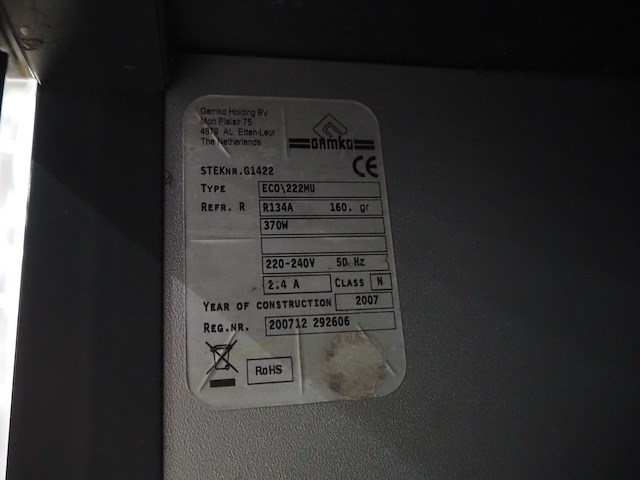 Gamko Holding BV
Mon Plaisir 75
4879 AL Etten-Leur
The Netherlands
GAMKO
CE
STEKNR.G1422
TYPE ECO\222MU
REFR. R R134A 160. gr
370W
220-240V 50 Hz
2.4 A CLASS N
YEAR OF CONSTRUCTION 2007
REG.NR. 200712 292606
RoHS